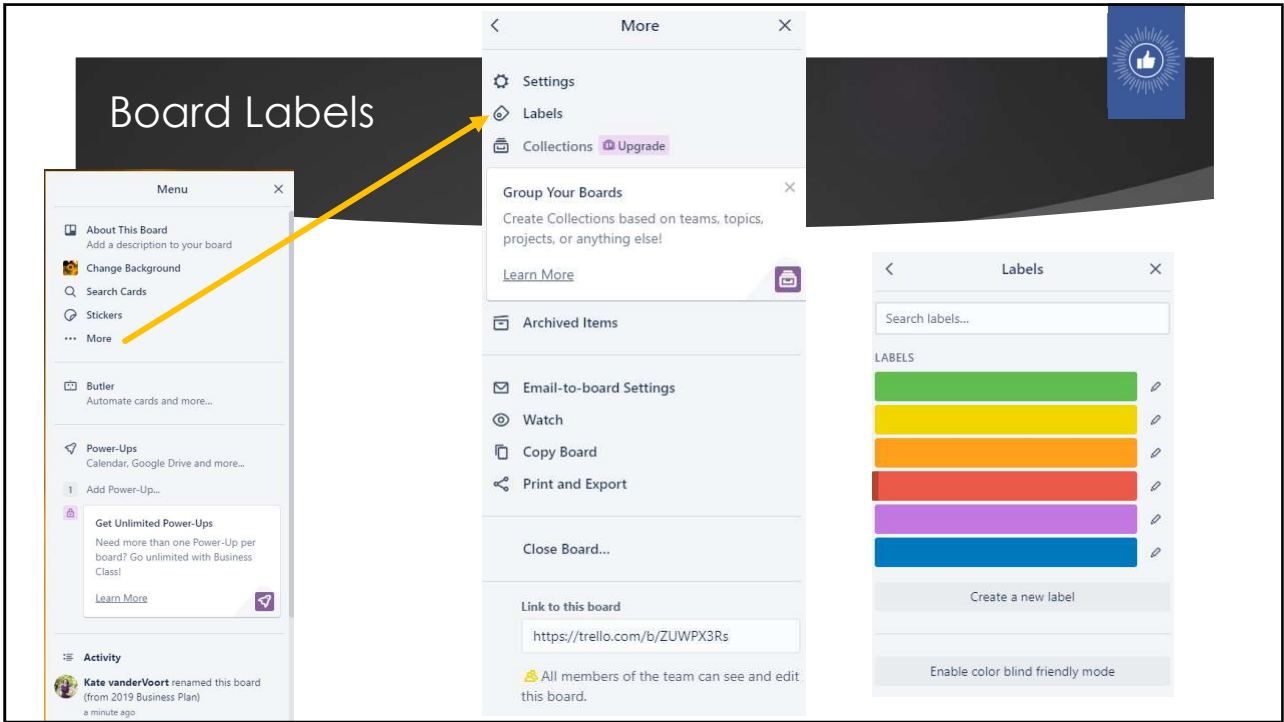 Board Labels
Menu
About This Board
Add a description to your board
Change Background
Search Cards
Stickers
More
Butler
Automate cards and more...
Power-Ups
Calendar, Google Drive and more...
1 Add Power-Up...
Get Unlimited Power-Ups
Need more than one Power-Up per
board? Go unlimited with Business
Class!
Learn More
Activity
Kate vanderVoort renamed this board
(from 2019 Business Plan)
a minute ago
More
Settings
Labels
Collections Upgrade
Group Your Boards
Create Collections based on teams, topics,
projects, or anything else!
Learn More
Archived Items
Email-to-board Settings
Watch
Copy Board
Print and Export
Close Board...
Link to this board
https://trello.com/b/ZUWPX3Rs
All members of the team can see and edit
this board.
Labels
Search labels...
LABELS
Create a new label
Enable color blind friendly mode